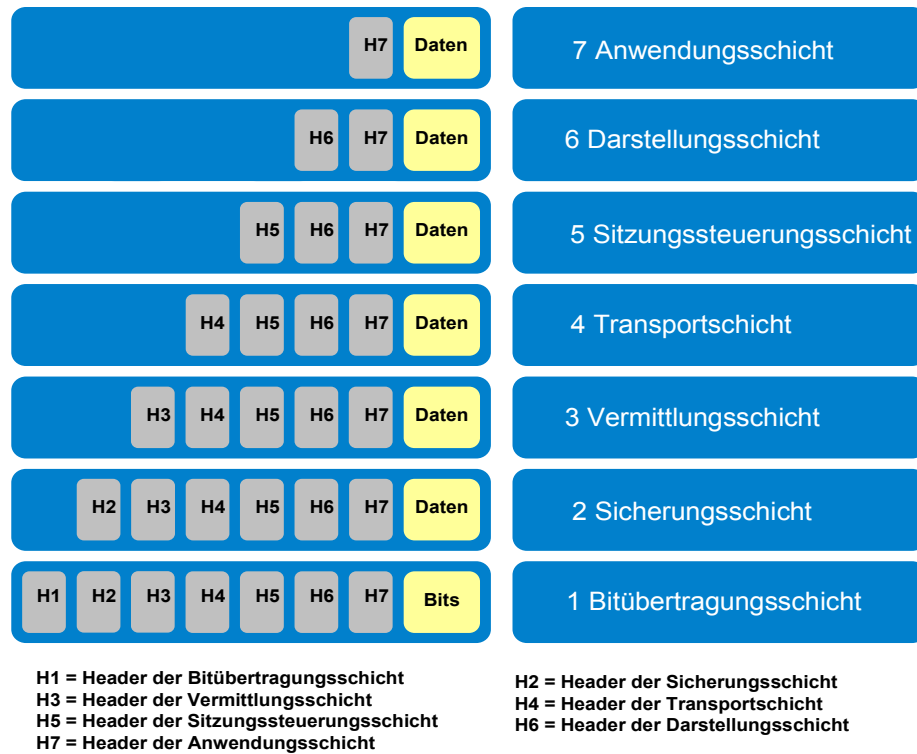 H7 Daten 7 Anwendungsschicht
H6 H7 Daten 6 Darstellungsschicht
H5 H6 H7 Daten 5 Sitzungssteuerungsschicht
H4 H5 H6 H7 Daten 4 Transportschicht
H3 H4 H5 H6 H7 Daten 3 Vermittlungsschicht
H2 H3 H4 H5 H6 H7 Daten 2 Sicherungsschicht
H1 H2 H3 H4 H5 H6 H7 Bits 1 Bitübertragungsschicht
H1 = Header der Bitübertragungsschicht
H3 = Header der Vermittlungsschicht
H5 = Header der Sitzungssteuerungsschicht
H7 = Header der Anwendungsschicht
H2 = Header der Sicherungsschicht
H4 = Header der Transportschicht
H6 = Header der Darstellungsschicht